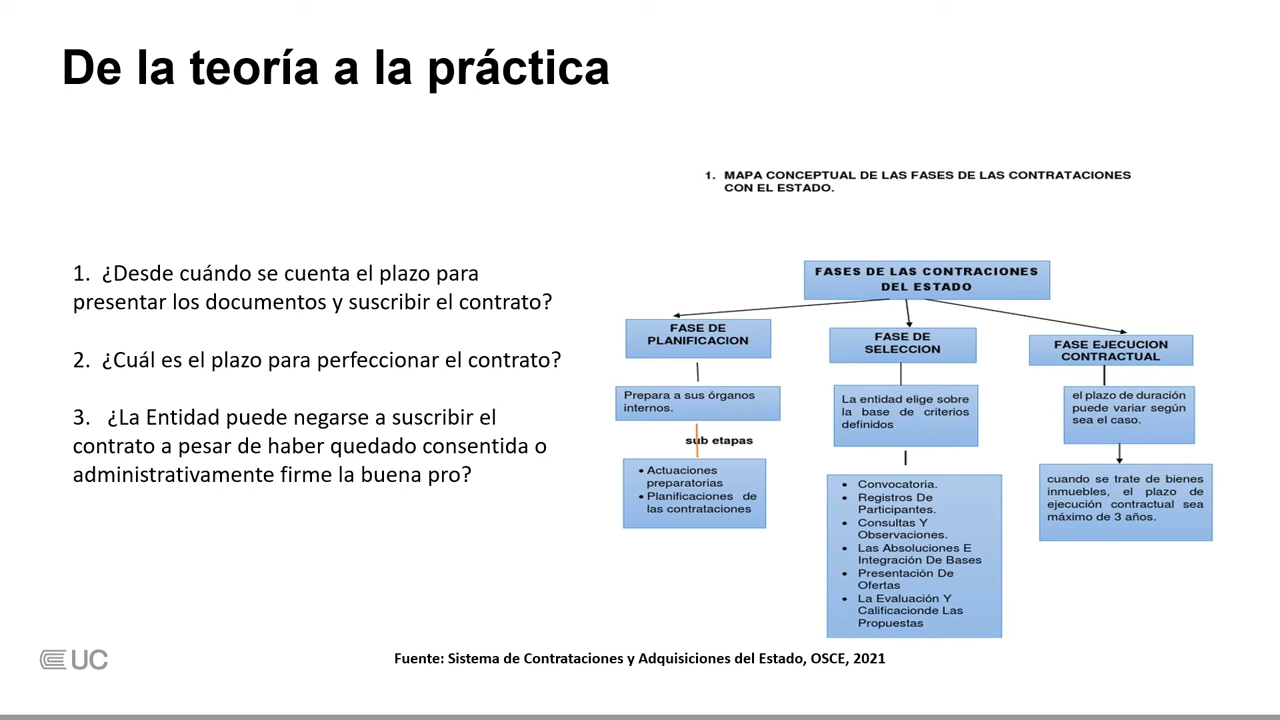 De la teoría a la práctica
1. MAPA CONCEPTUAL DE LAS FASES DE LAS CONTRATACIONES
CON EL ESTADO.
1. ¿Desde cuándo se cuenta el plazo para
presentar los documentos y suscribir el contrato?
2. ¿Cuál es el plazo para perfeccionar el contrato?
3. ¿La Entidad puede negarse a suscribir el
contrato a pesar de haber quedado consentida o
administrativamente firme la buena pro?
FASES DE LAS CONTRACIONES
DEL ESTADO
FASE DE
PLANIFICACION
Prepara a sus órganos
internos.
sub etapas
• Actuaciones
preparatorias
• Planificaciones de
las contrataciones
FASE DE
SELECCION
La entidad elige sobre
la base de criterios
definidos
• Convocatoria.
• Registros De
Participantes.
• Consultas Y
Observaciones.
• Las Absoluciones E
Integración De Bases
• Presentación De
Ofertas
• La Evaluación Y
Calificacionde Las
Propuestas
FASE EJECUCION
CONTRACTUAL
el plazo de duración
puede variar según
sea el caso.
cuando se trate de bienes
inmuebles, el plazo de
ejecución contractual sea
máximo de 3 años.
UC
Fuente: Sistema de Contrataciones y Adquisiciones del Estado, OSCE, 2021